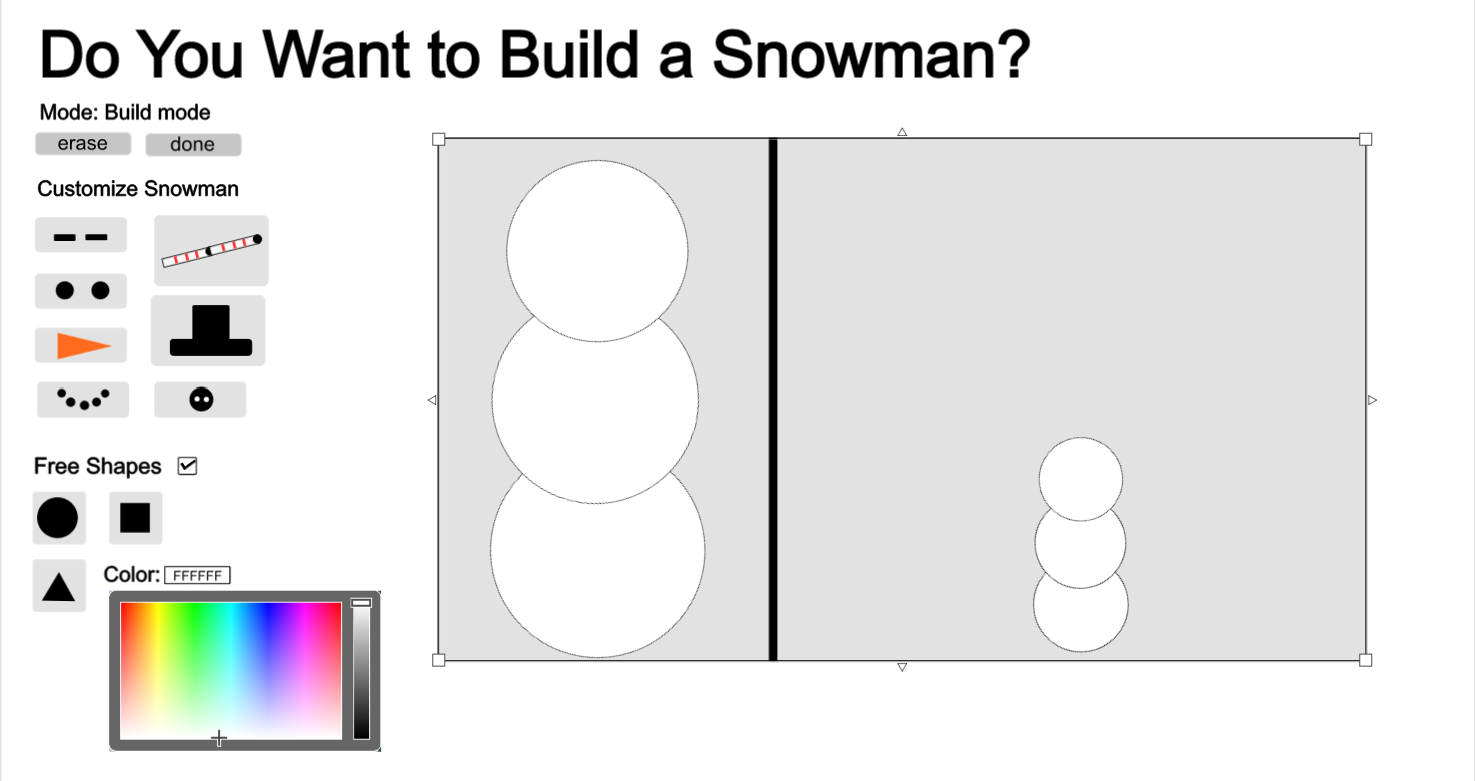 Do You Want to Build a Snowman?
Mode: Build mode
erase done
Customize Snowman
Free Shapes
Color: FFFFFF